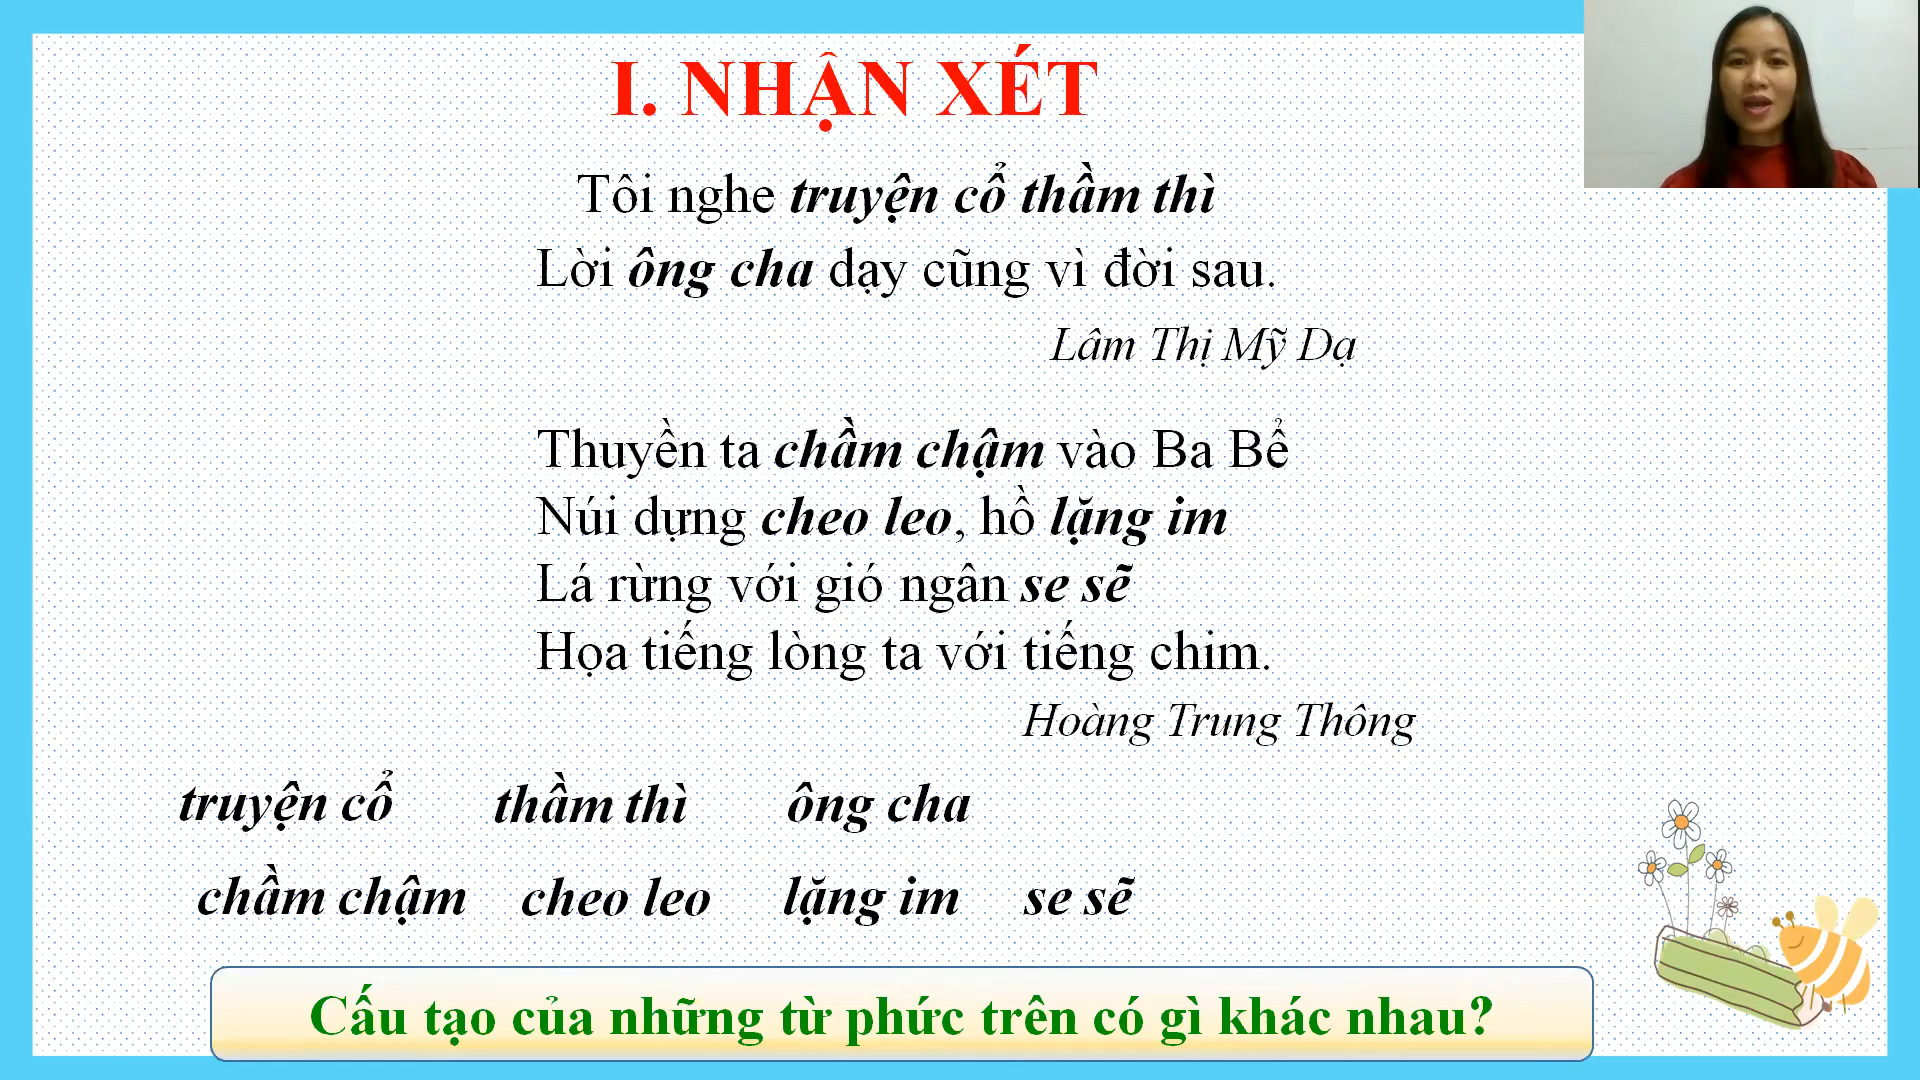 I. NHẬN XÉT
Tôi nghe truyện cổ thầm thì
Lời ông cha dạy cũng vì đời sau.
Lâm Thị Mỹ Dạ
Thuyền ta chầm chậm vào Ba Bể
Núi dựng cheo leo, hồ lặng im
Lá rừng với gió ngân se sẽ
Họa tiếng lòng ta với tiếng chim.
Hoàng Trung Thông
truyện cổ thầm thì ông cha
chầm chậm cheo leo lặng im se sẽ
Cấu tạo của những từ phức trên có gì khác nhau?